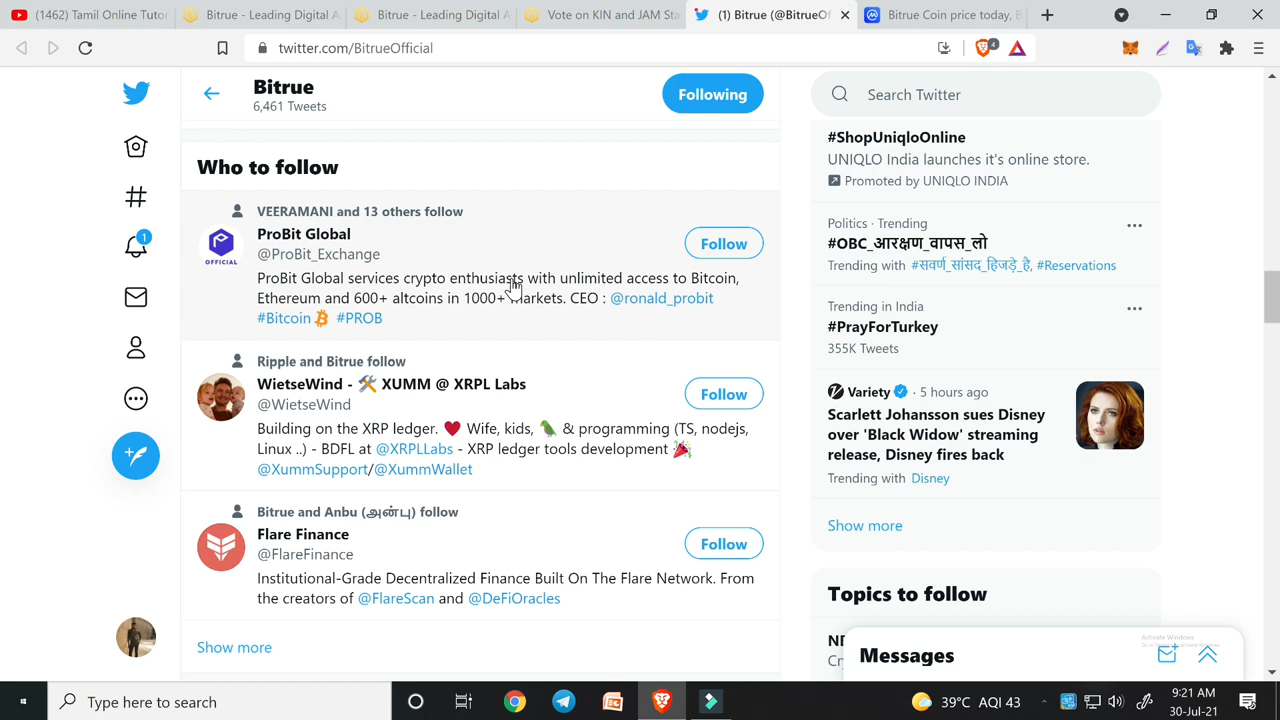 (1462) Tamil Online Tutor
Bitrue - Leading Digital A
Bitrue - Leading Digital A
Vote on KIN and JAM Sta
(1) Bitrue (@BitrueOf
Bitrue Coin price today, B
twitter.com/BitrueOfficial
4
Bitrue
6,461 Tweets
Following
Who to follow
VEERAMANI and 13 others follow
ProBit Global
@ProBit_Exchange
OFFICIAL
Follow
ProBit Global services crypto enthusiasts with unlimited access to Bitcoin,
Ethereum and 600+ altcoins in 1000+ markets. CEO : @ronald_probit
#Bitcoin #PROB
Ripple and Bitrue follow
WietseWind - 🛠 XUMM @ XRPL Labs
@WietseWind
Follow
Building on the XRP ledger. ♥ Wife, kids, 🦜 & programming (TS, nodejs,
Linux ..) - BDFL at @XRPLLabs - XRP ledger tools development 🎉
@XummSupport/@XummWallet
Bitrue and Anbu (அன்பு) follow
Flare Finance
@FlareFinance
Follow
Institutional-Grade Decentralized Finance Built On The Flare Network. From
the creators of @FlareScan and @DeFiOracles
Show more
1
Search Twitter
#ShopUniqloOnline
UNIQLO India launches it's online store.
Promoted by UNIQLO INDIA
Politics · Trending
#OBC_आरक्षण_वापस_लो
Trending with #सवर्ण_सांसद_हिजड़े_है, #Reservations
Trending in India
#PrayForTurkey
355K Tweets
Variety · 5 hours ago
Scarlett Johansson sues Disney
over 'Black Widow' streaming
release, Disney fires back
Trending with Disney
Show more
Topics to follow
Messages
Activate Windows
Type here to search
39°C AQI 43
9:21 AM
30-Jul-21